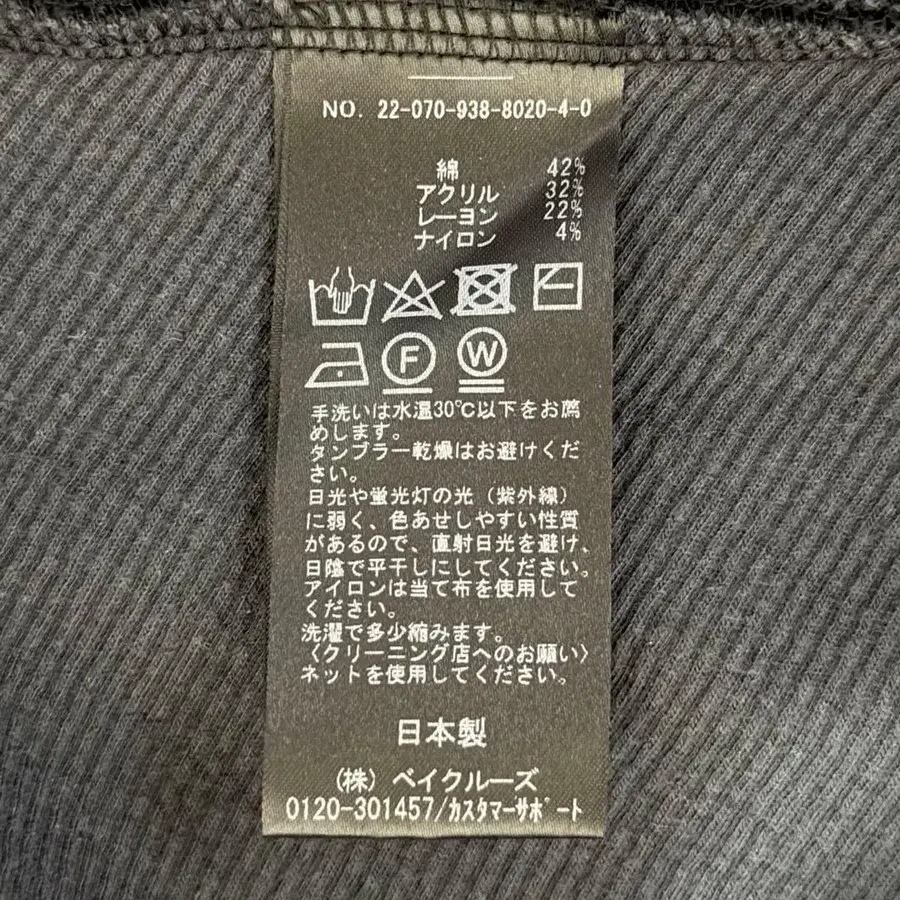 NO. 22-070-938-8020-4-0
綿 42%
アクリル 32%
レーヨン 22%
ナイロン 4%
F W
手洗いは水温30℃以下をお薦
めします。
タンブラー乾燥はお避けくだ
さい。
日光や蛍光灯の光（紫外線）
に弱く、色あせしやすい性質
があるので、直射日光を避け、
日陰で平干しにしてください。
アイロンは当て布を使用して
ください。
洗濯で多少縮みます。
〈クリーニング店へのお願い〉
ネットを使用してください。
日本製
（株）ベイクルーズ
0120-301457/ｶｽﾀﾏｰｻﾎﾟｰﾄ